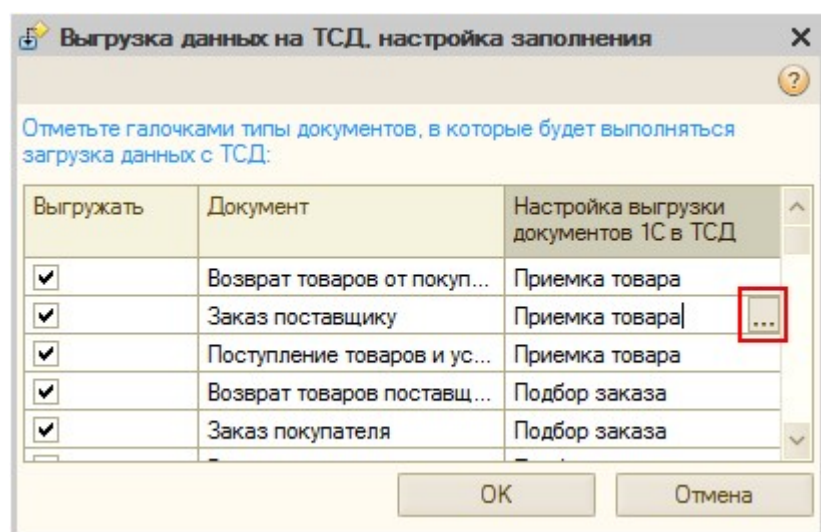 Выгрузка данных на ТСД, настройка заполнения
Отметьте галочками типы документов, в которые будет выполняться
загрузка данных с ТСД:
Выгружать Документ Настройка выгрузки
документов 1С в ТСД
Возврат товаров от покуп... Приемка товара
Заказ поставщику Приемка товара ...
Поступление товаров и ус... Приемка товара
Возврат товаров поставщ... Подбор заказа
Заказ покупателя Подбор заказа
OK Отмена